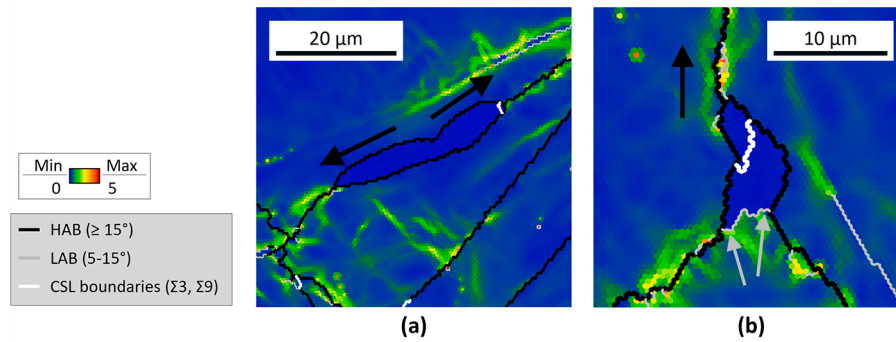 20 µm
10 µm
Min Max
0 5
HAB (≥ 15°)
LAB (5-15°)
CSL boundaries (Σ3, Σ9)
(a) (b)